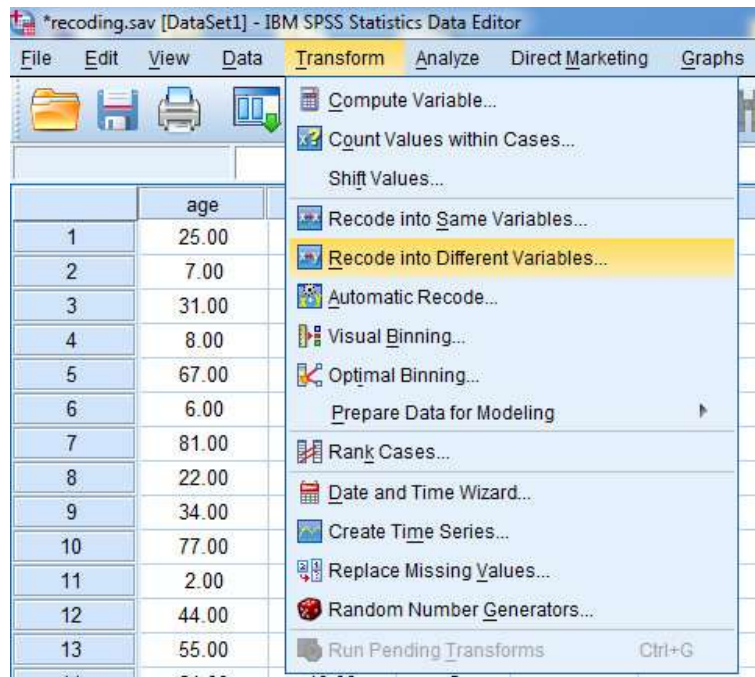 *recoding.sav [DataSet1] - IBM SPSS Statistics Data Editor
File Edit View Data Transform Analyze Direct Marketing Graphs
Compute Variable...
Count Values within Cases...
Shift Values...
Recode into Same Variables...
Recode into Different Variables...
Automatic Recode...
Visual Binning...
Optimal Binning...
Prepare Data for Modeling
Rank Cases...
Date and Time Wizard...
Create Time Series...
Replace Missing Values...
Random Number Generators...
Run Pending Transforms Ctrl+G
age
1 25.00
2 7.00
3 31.00
4 8.00
5 67.00
6 6.00
7 81.00
8 22.00
9 34.00
10 77.00
11 2.00
12 44.00
13 55.00